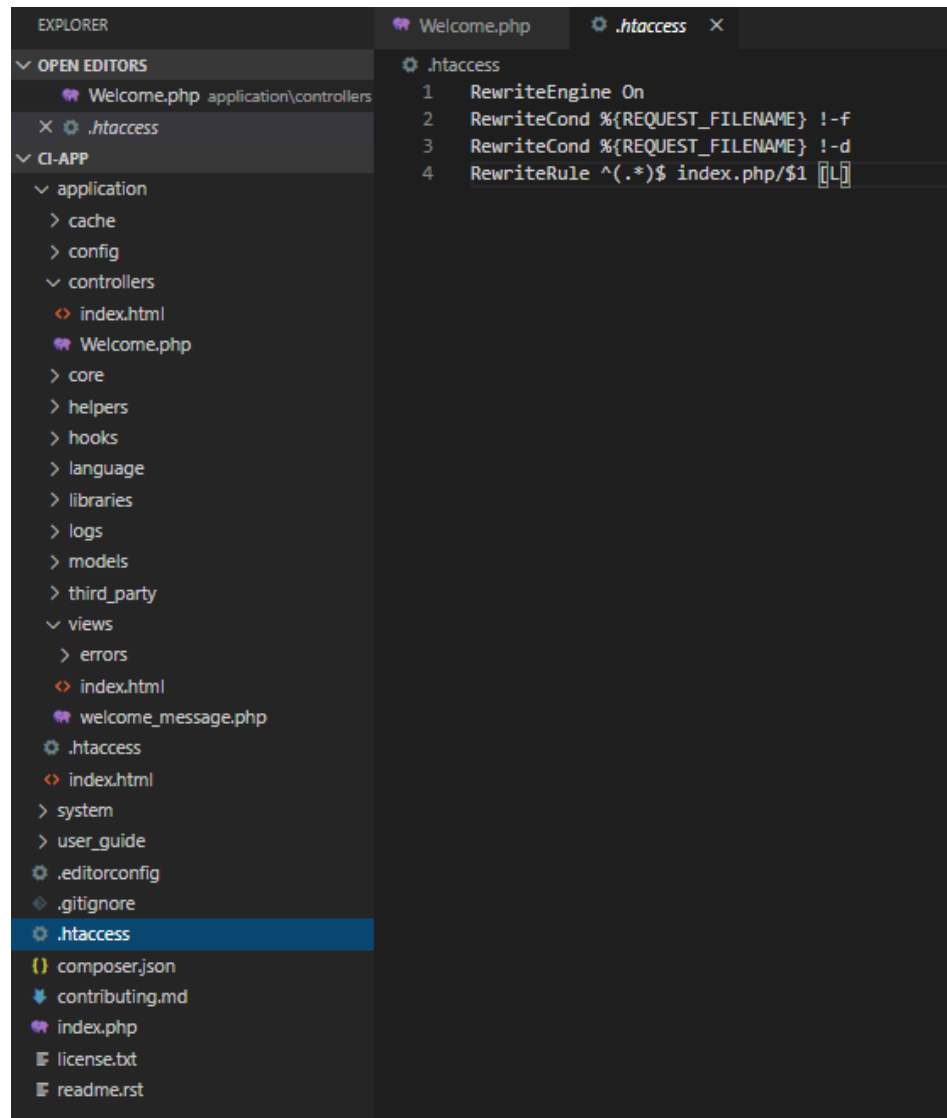 EXPLORER
OPEN EDITORS
Welcome.php application\controllers
.htaccess
CI-APP
application
cache
config
controllers
index.html
Welcome.php
core
helpers
hooks
language
libraries
logs
models
third_party
views
errors
index.html
welcome_message.php
.htaccess
index.html
system
user_guide
.editorconfig
.gitignore
.htaccess
composer.json
contributing.md
index.php
license.txt
readme.rst
Welcome.php .htaccess
.htaccess
1 RewriteEngine On
2 RewriteCond %{REQUEST_FILENAME} !-f
3 RewriteCond %{REQUEST_FILENAME} !-d
4 RewriteRule ^(.*)$ index.php/$1 [L]